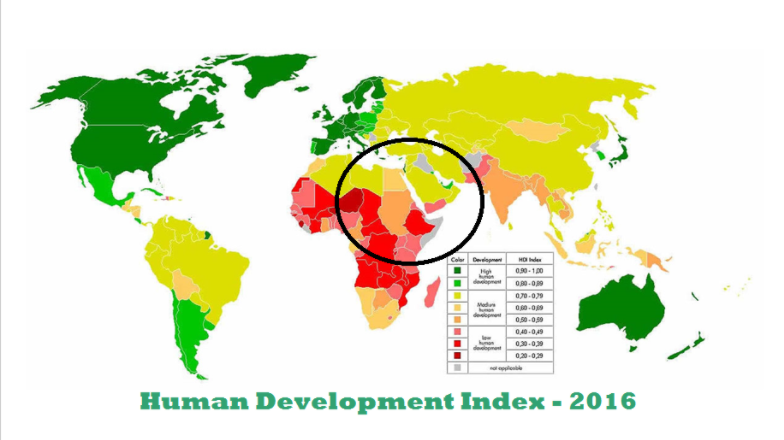 Color Development HDI Index
High human development
0,90 - 1,00
0,80 - 0,89
Medium human development
0,70 - 0,79
0,60 - 0,69
0,50 - 0,59
Low human development
0,40 - 0,49
0,30 - 0,39
0,20 - 0,29
not applicable
Human Development Index - 2016